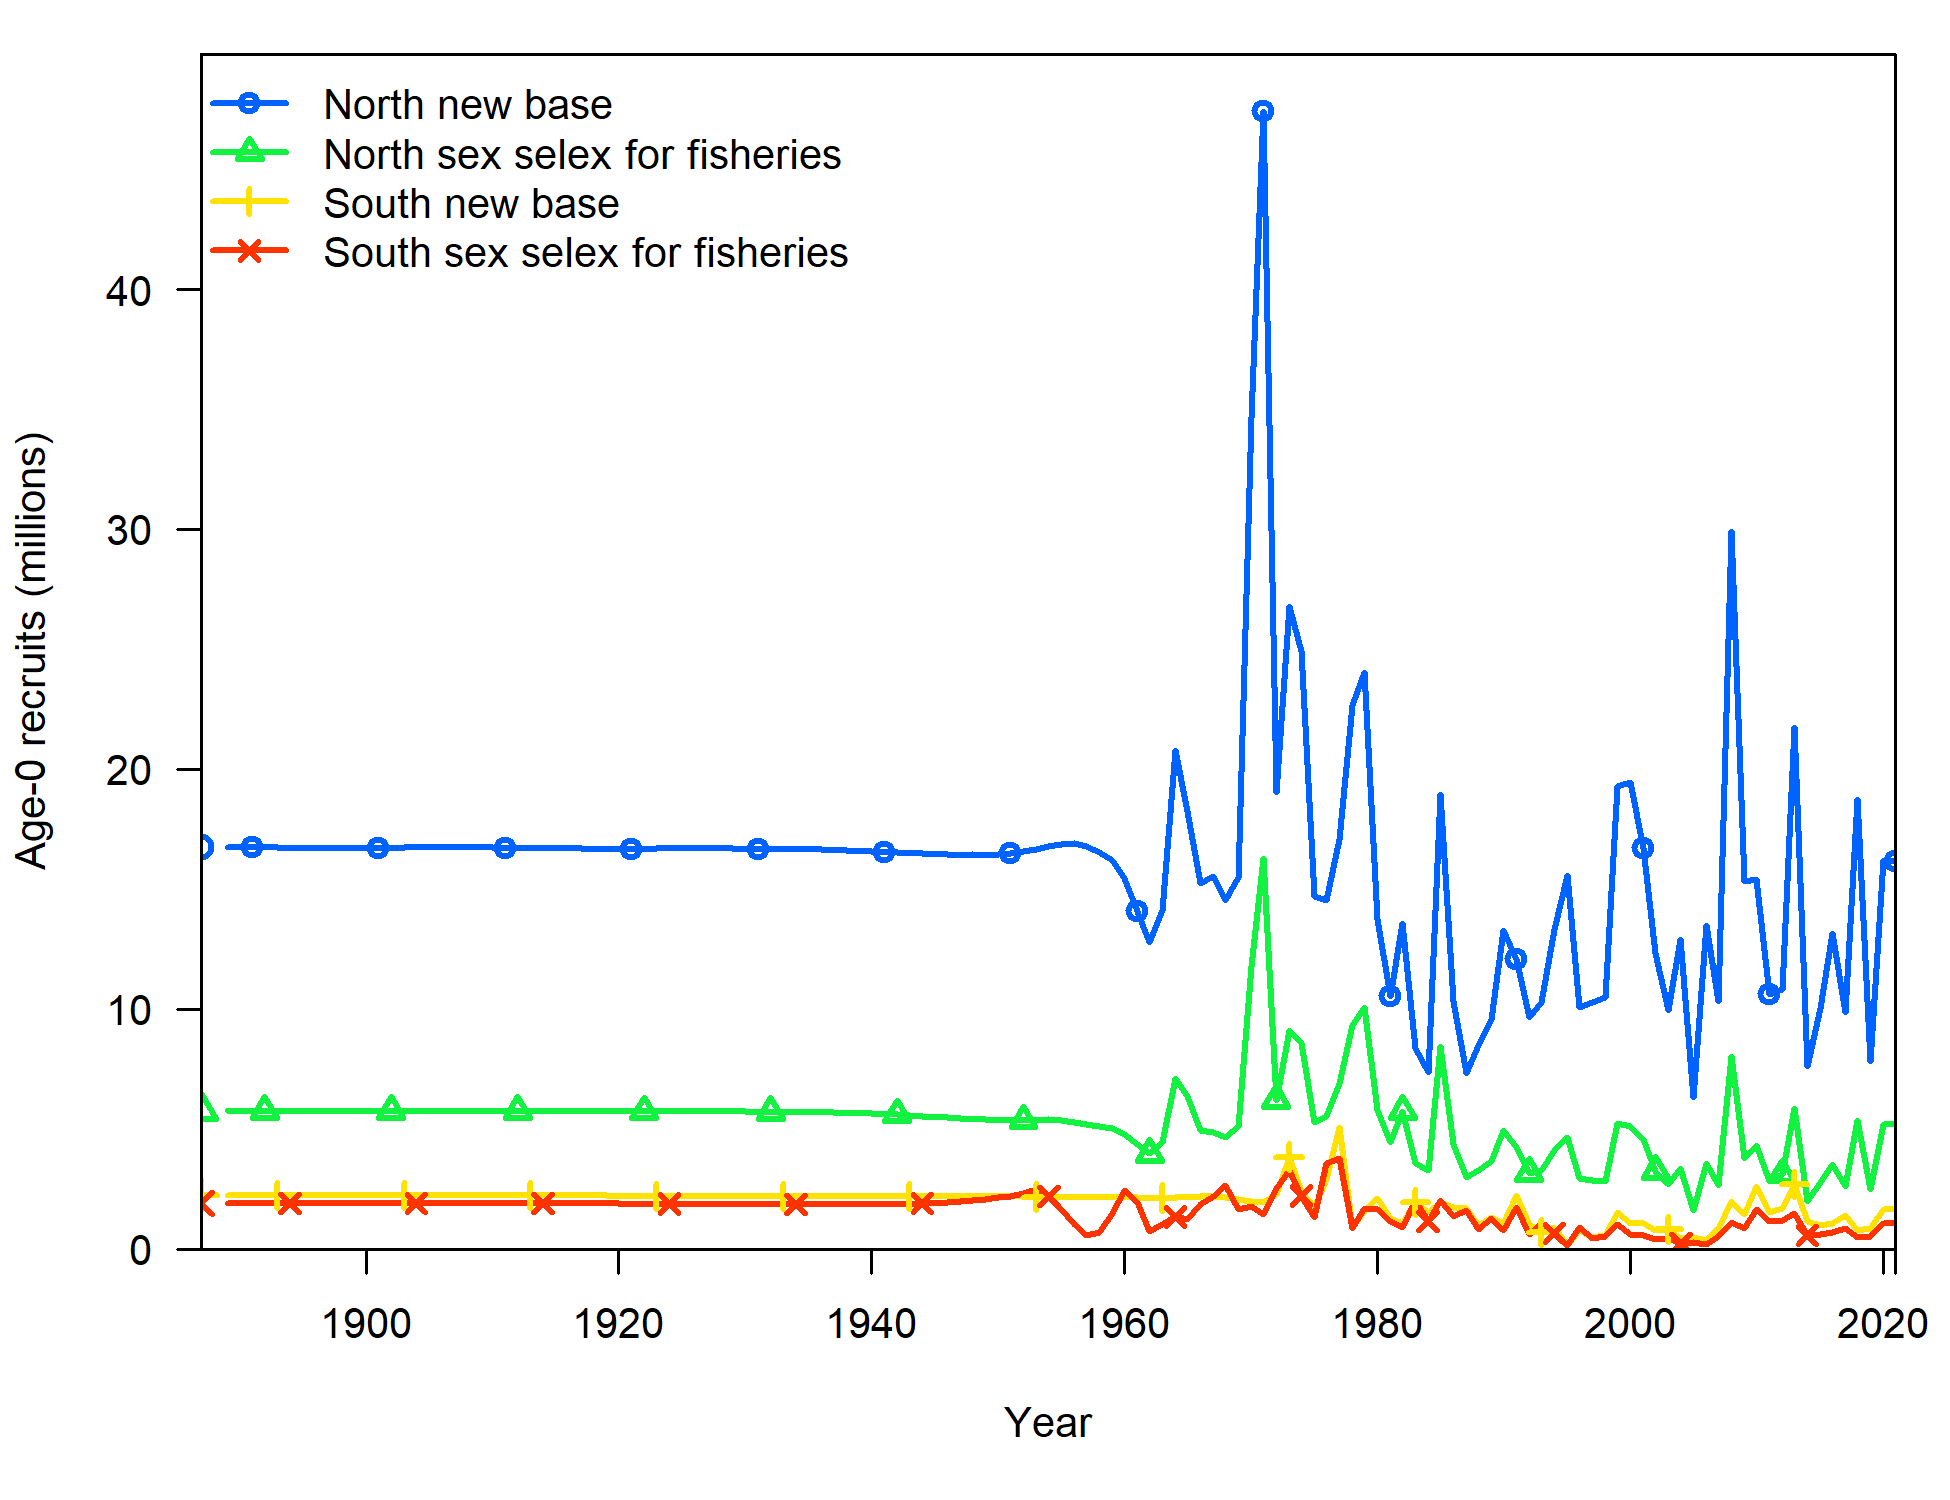 North new base
North sex selex for fisheries
South new base
South sex selex for fisheries
Age-0 recruits (millions)
40
30
20
10
0
1900 1920 1940 1960 1980 2000 2020
Year